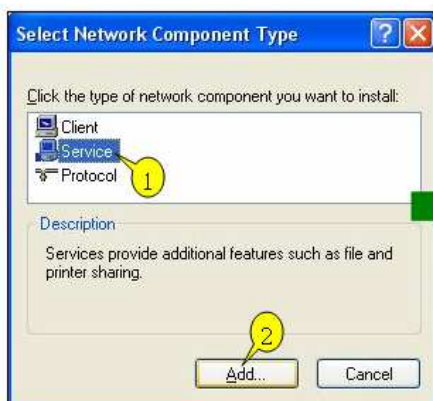 Select Network Component Type
?
Click the type of network component you want to install:
Client
Service
1
Protocol
Description
Services provide additional features such as file and
printer sharing.
2
Add...
Cancel